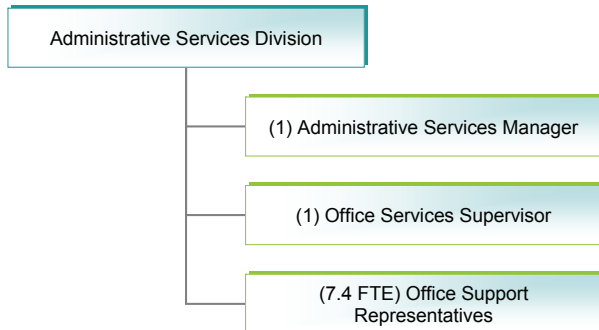 Administrative Services Division
(1) Administrative Services Manager
(1) Office Services Supervisor
(7.4 FTE) Office Support
Representatives